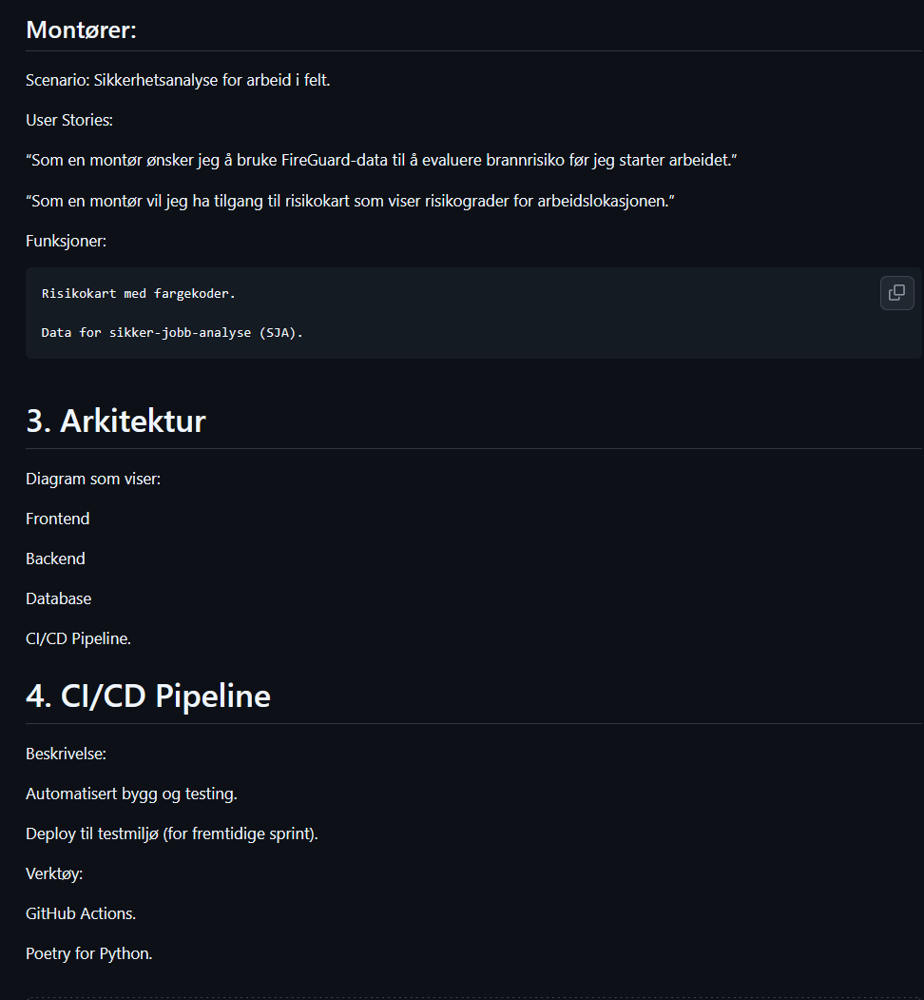 Montører:
Scenario: Sikkerhetsanalyse for arbeid i felt.
User Stories:
“Som en montør ønsker jeg å bruke FireGuard-data til å evaluere brannrisiko før jeg starter arbeidet.”
“Som en montør vil jeg ha tilgang til risikokart som viser risikograder for arbeidslokasjonen.”
Funksjoner:
Risikokart med fargekoder.
Data for sikker-jobb-analyse (SJA).
3. Arkitektur
Diagram som viser:
Frontend
Backend
Database
CI/CD Pipeline.
4. CI/CD Pipeline
Beskrivelse:
Automatisert bygg og testing.
Deploy til testmiljø (for fremtidige sprint).
Verktøy:
GitHub Actions.
Poetry for Python.